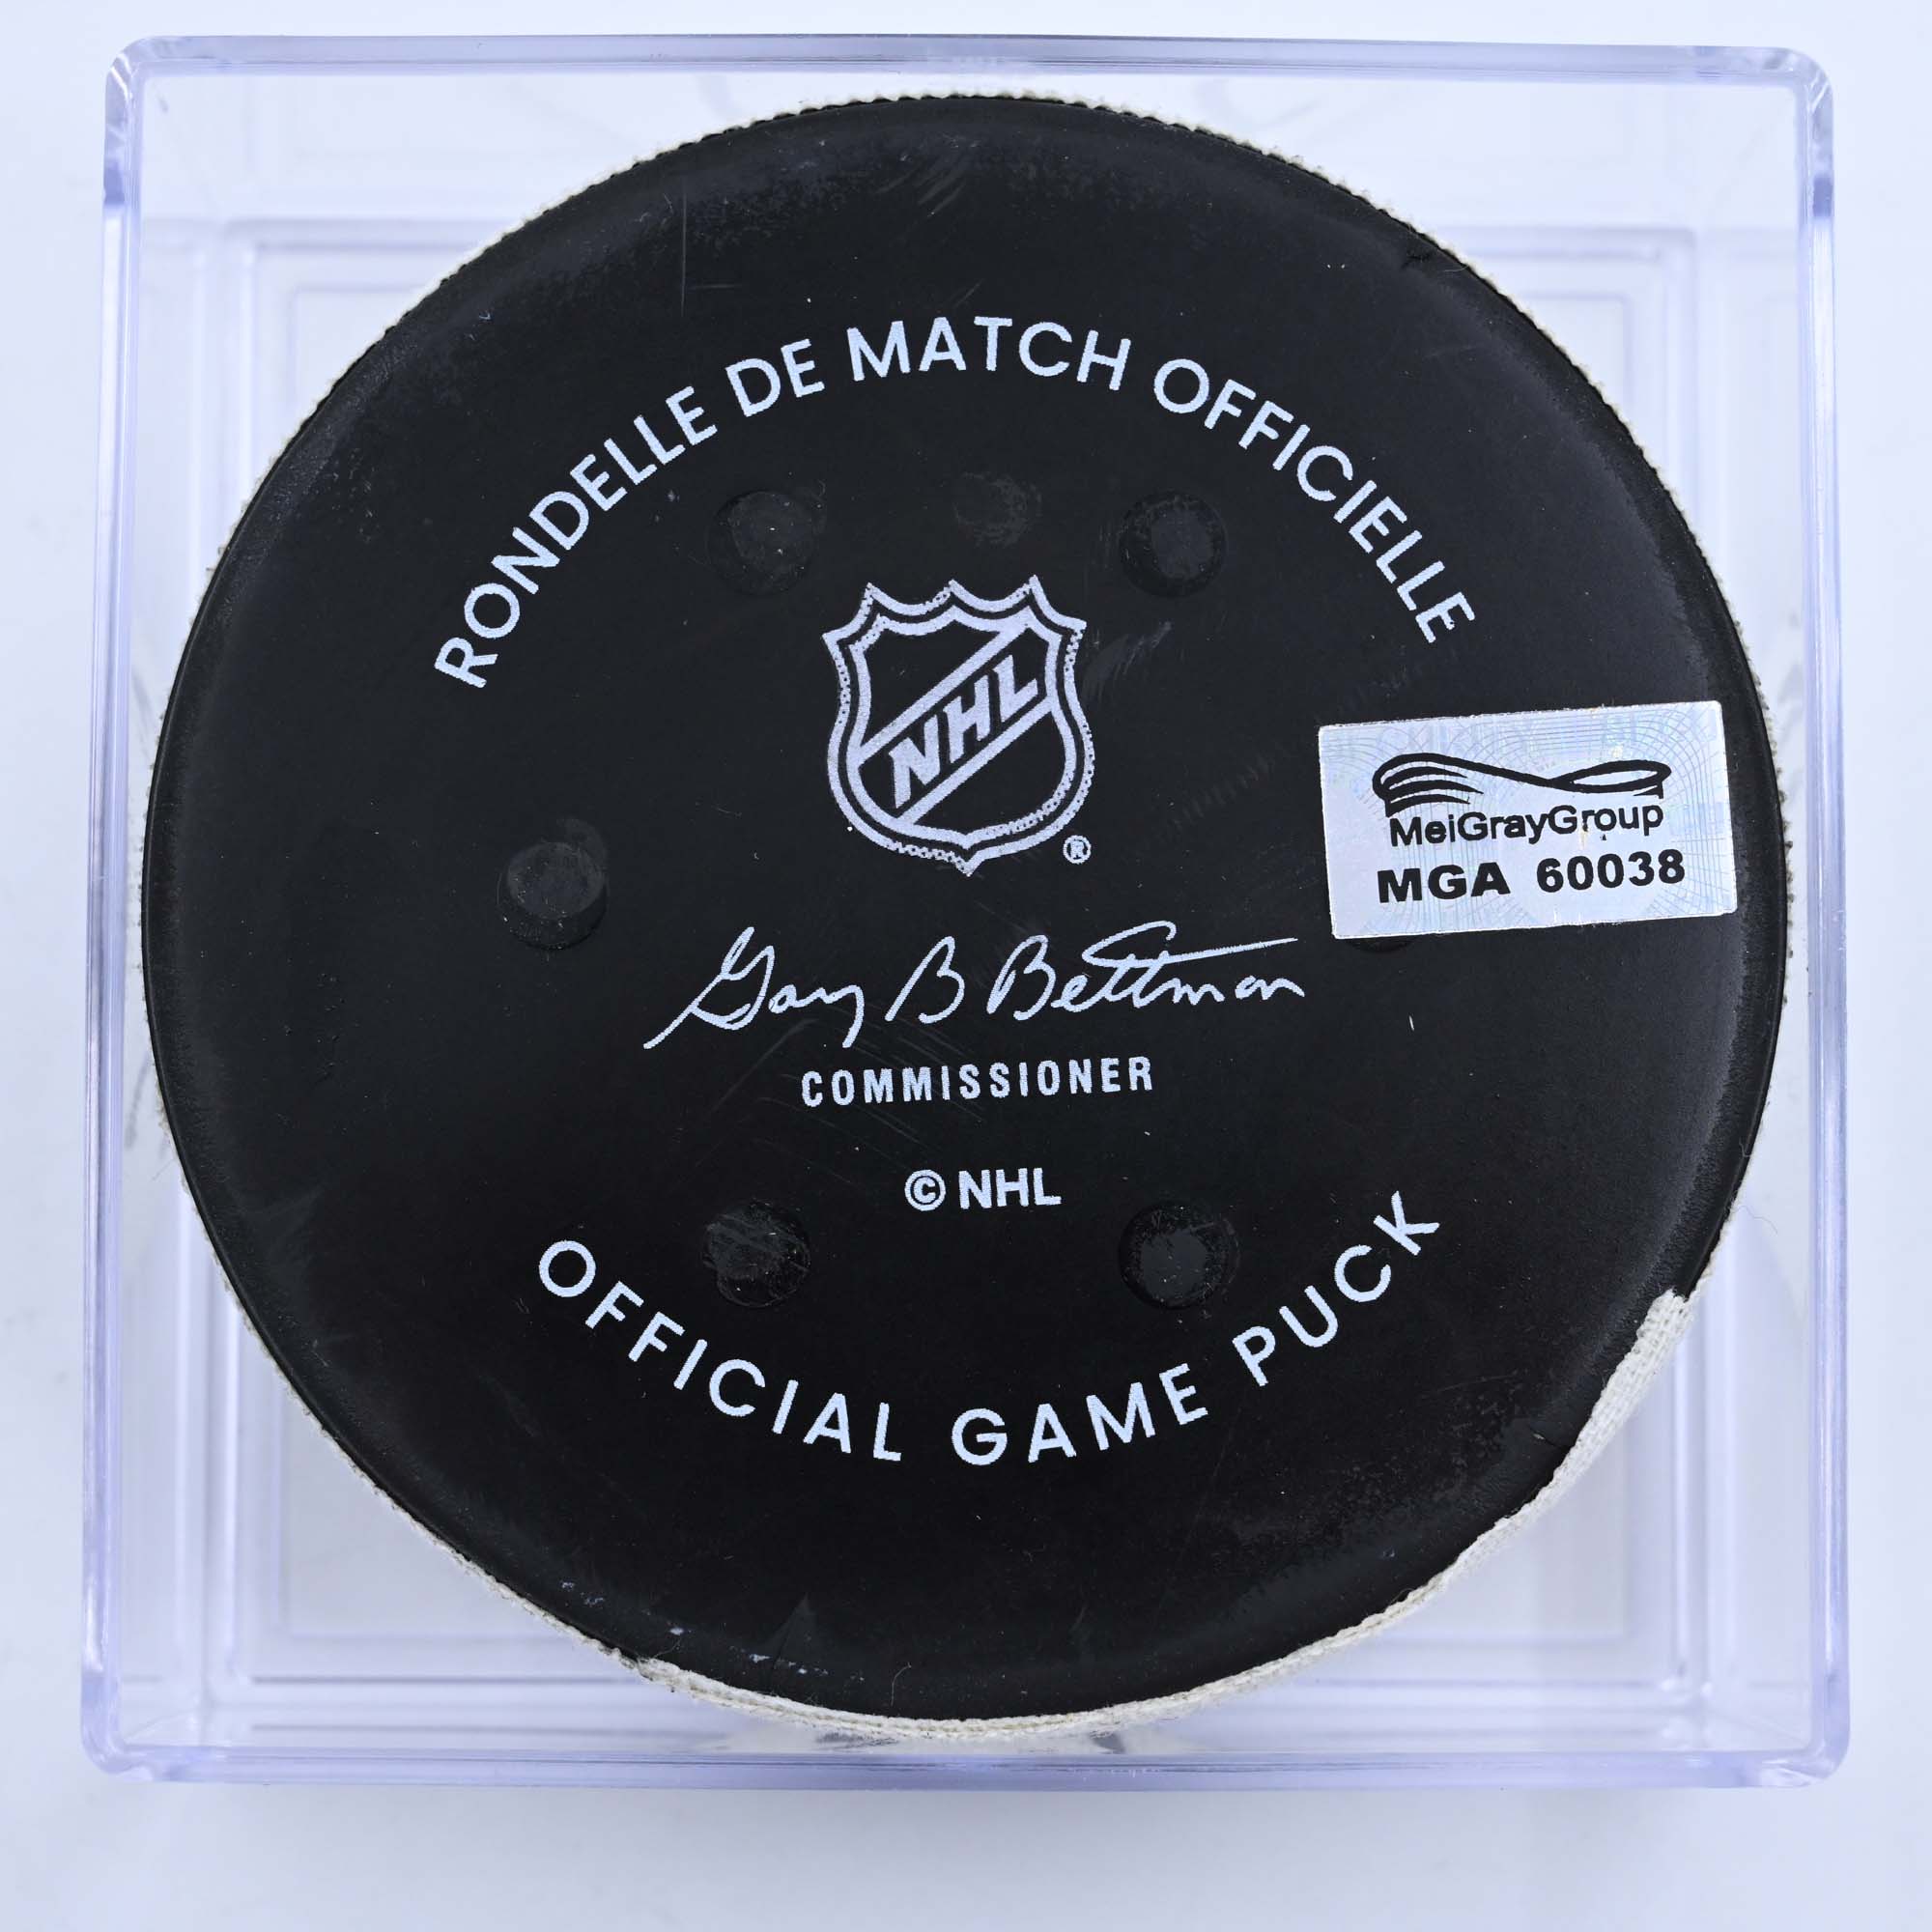 RONDELLE DE MATCH OFFICIELLE
NHL
®
MeiGrayGroup
MGA 60038
Gary B Bettman
COMMISSIONER
© NHL
OFFICIAL GAME PUCK